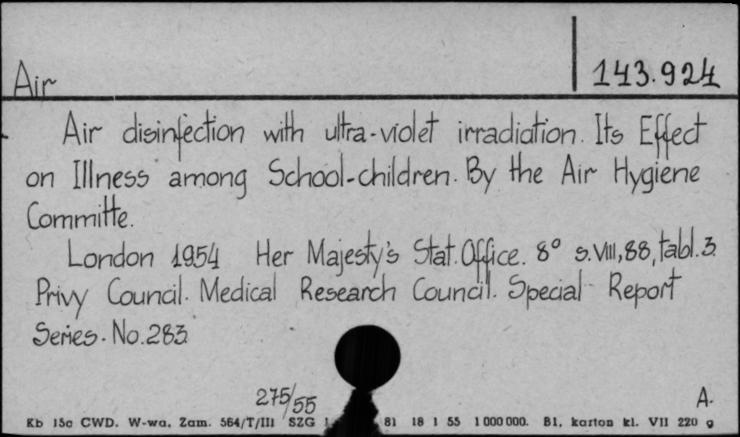 Air
143.924
Air disinfection with ultra-violet irradiation. Its Effect
on Illness among School-children. By the Air Hygiene
Committe.
London 1954 Her Majesty's Stat. Office. 8° s. VIII, 88, tabl. 3.
Privy Council. Medical Research Council. Special Report
Series. No. 283
275/55
A.
Kb 15c CWD. W-wa. Zam. 564/T/III SZG 81 18 1 55 1 000 000. B1. karton kl. VII 220 g